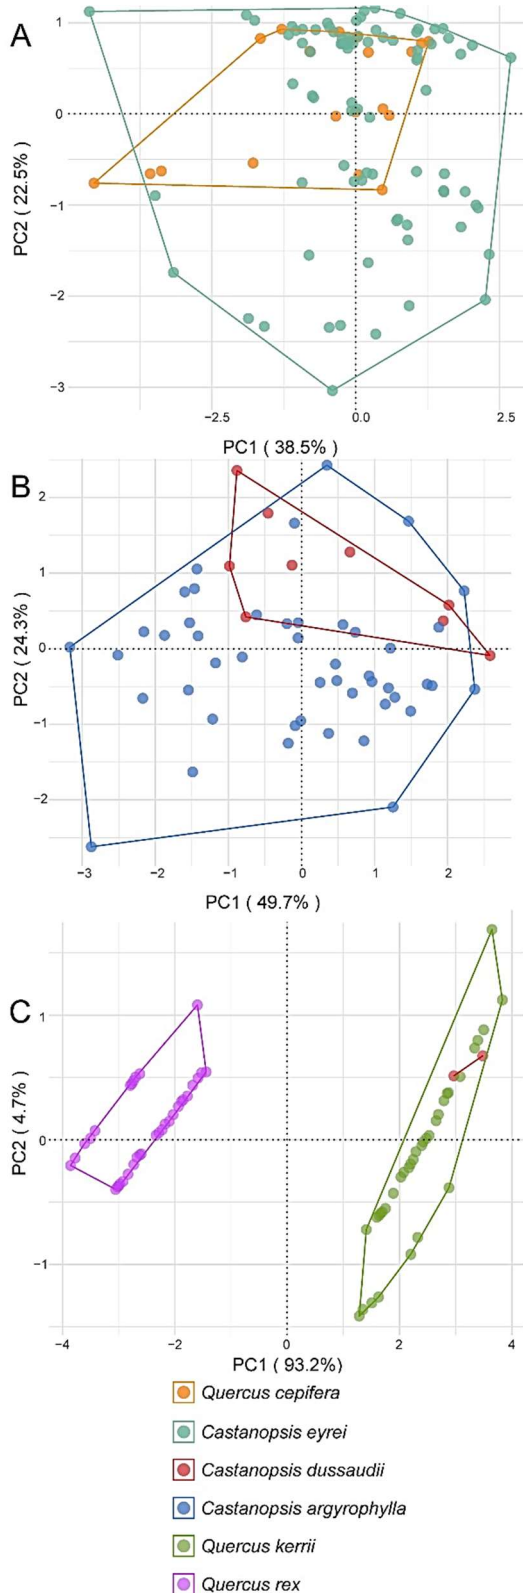 A
1
0
−1
−2
−3
PC2 ( 22.5%)
−2.5
0.0
2.5
PC1 ( 38.5% )
B
2
1
0
−1
−2
PC2 ( 24.3%)
−3
−2
−1
0
1
2
PC1 ( 49.7% )
C
1
0
−1
PC2 ( 4.7%)
−4
−2
0
2
4
PC1 ( 93.2%)
Quercus cepifera
Castanopsis eyrei
Castanopsis dussaudii
Castanopsis argyrophylla
Quercus kerrii
Quercus rex